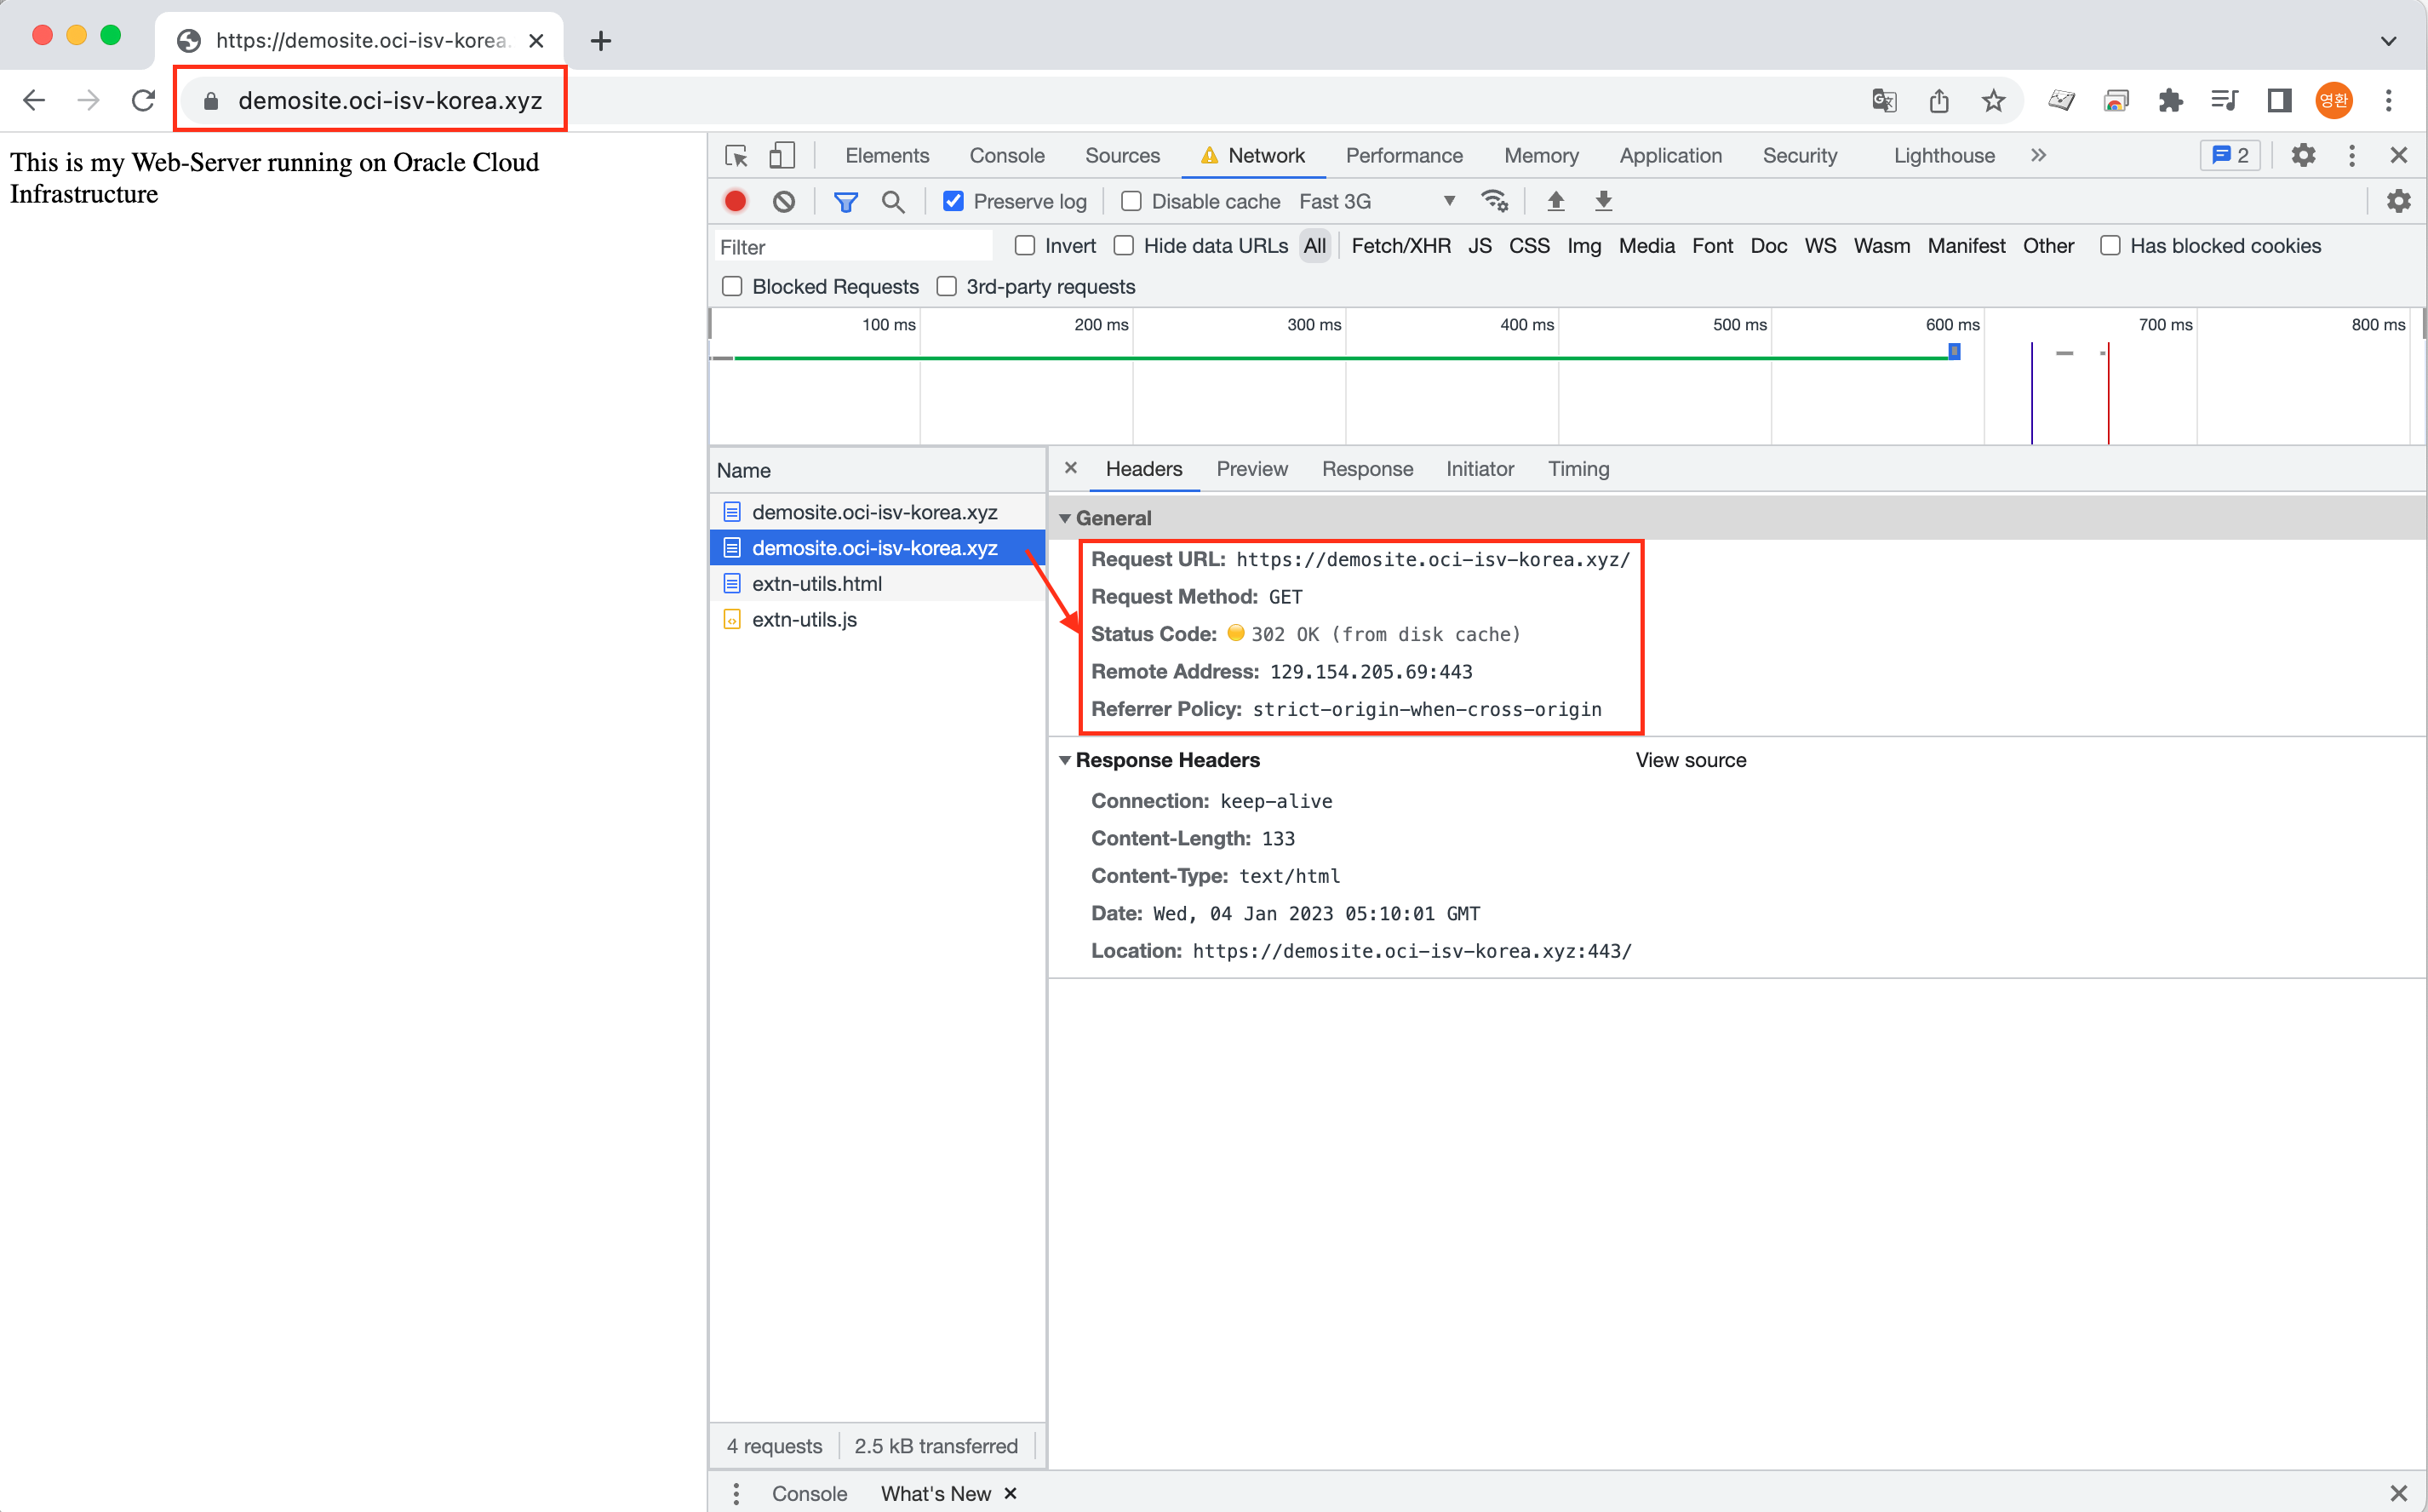 https://demosite.oci-isv-korea.
demosite.oci-isv-korea.xyz
영환
This is my Web-Server running on Oracle Cloud
Infrastructure
Elements Console Sources Network Performance Memory Application Security Lighthouse 2
Preserve log Disable cache Fast 3G
Filter Invert Hide data URLs All Fetch/XHR JS CSS Img Media Font Doc WS Wasm Manifest Other Has blocked cookies
Blocked Requests 3rd-party requests
100 ms 200 ms 300 ms 400 ms 500 ms 600 ms 700 ms 800 ms
Name
demosite.oci-isv-korea.xyz
demosite.oci-isv-korea.xyz
extn-utils.html
extn-utils.js
Headers Preview Response Initiator Timing
General
Request URL: https://demosite.oci-isv-korea.xyz/
Request Method: GET
Status Code: 302 OK (from disk cache)
Remote Address: 129.154.205.69:443
Referrer Policy: strict-origin-when-cross-origin
Response Headers View source
Connection: keep-alive
Content-Length: 133
Content-Type: text/html
Date: Wed, 04 Jan 2023 05:10:01 GMT
Location: https://demosite.oci-isv-korea.xyz:443/
4 requests 2.5 kB transferred
Console What's New